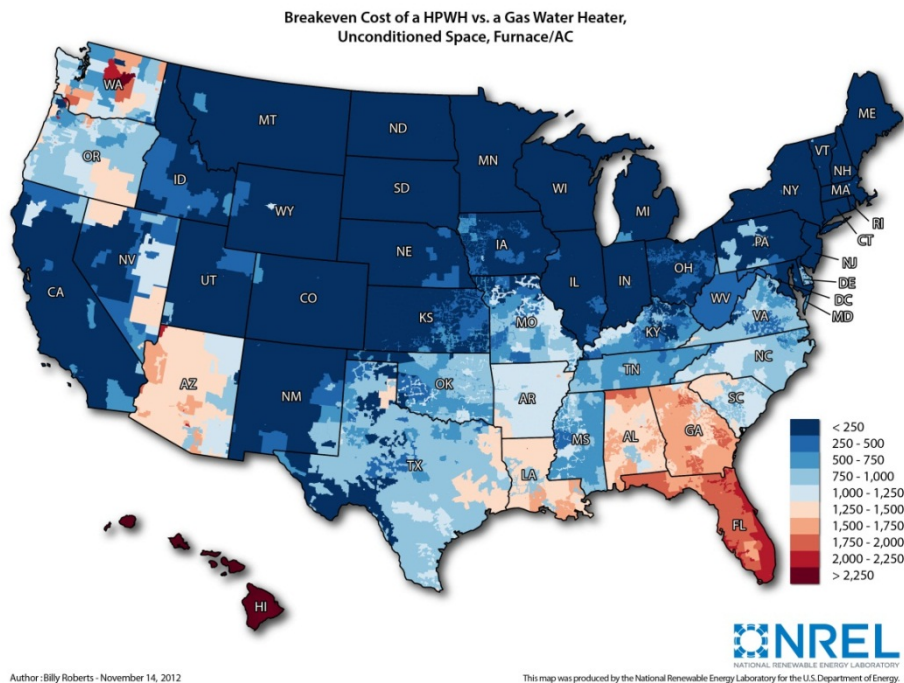 Breakeven Cost of a HPWH vs. a Gas Water Heater,
Unconditioned Space, Furnace/AC
WA
MT
ND
MN
ME
VT
NH
OR
ID
SD
WI
NY
MA
WY
MI
RI
CT
NV
NE
IA
PA
NJ
UT
IL
IN
OH
DE
CA
CO
WV
DC
KS
MO
KY
VA
MD
TN
NC
AZ
NM
OK
AR
SC
MS
AL
GA
TX
LA
FL
HI
< 250
250 - 500
500 - 750
750 - 1,000
1,000 - 1,250
1,250 - 1,500
1,500 - 1,750
1,750 - 2,000
2,000 - 2,250
> 2,250
NREL
NATIONAL RENEWABLE ENERGY LABORATORY
Author : Billy Roberts - November 14, 2012
This map was produced by the National Renewable Energy Laboratory for the U.S. Department of Energy.